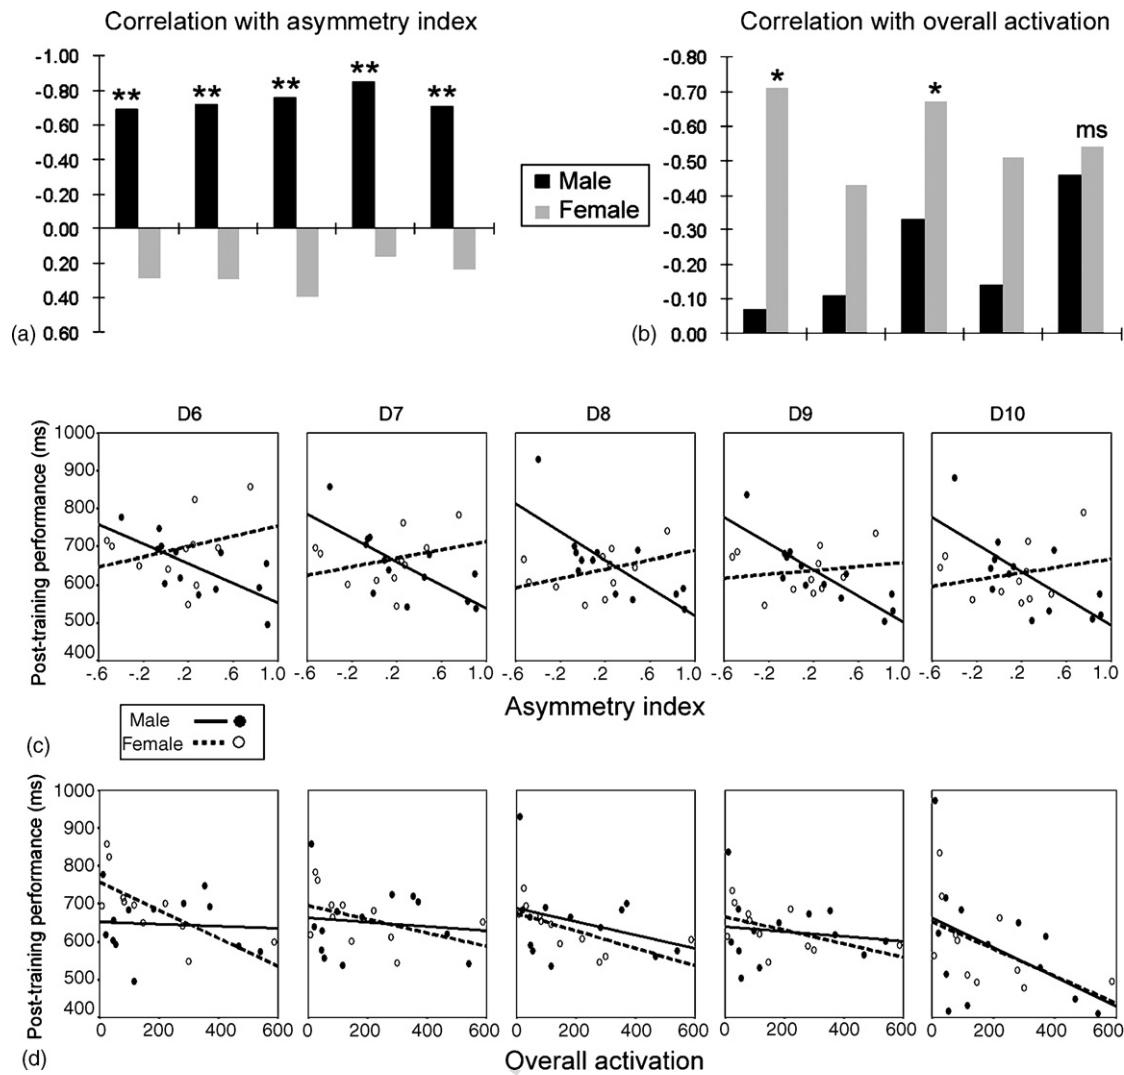 Correlation with asymmetry index
-1.00
-0.80
-0.60
-0.40
-0.20
0.00
0.20
0.40
0.60
** ** ** ** **
(a)
Male
Female
Correlation with overall activation
-0.80
-0.70
-0.60
-0.50
-0.40
-0.30
-0.20
-0.10
0.00
* * ms
(b)
D6 D7 D8 D9 D10
Post-training performance (ms)
1000
900
800
700
600
500
400
-.6 -.2 .2 .6 1.0 -.6 -.2 .2 .6 1.0 -.6 -.2 .2 .6 1.0 -.6 -.2 .2 .6 1.0 -.6 -.2 .2 .6 1.0
Asymmetry index
Male
Female
(c)
Post-training performance (ms)
1000
900
800
700
600
500
400
0 200 400 600 0 200 400 600 0 200 400 600 0 200 400 600 0 200 400 600
Overall activation
(d)